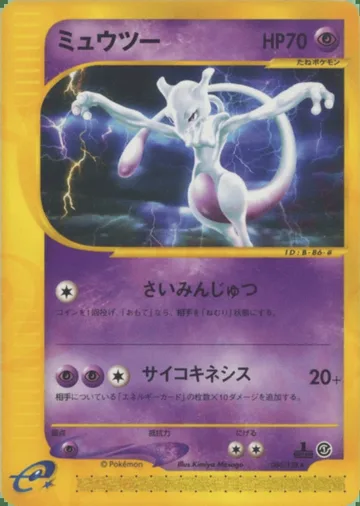 ミュウツー HP70
たねポケモン
ID:B-86-#
さいみんじゅつ
コインを1回投げ、「おもて」なら、相手を「ねむり」状態にする。
サイコキネシス 20+
相手についている「エネルギーカード」の枚数×10ダメージを追加する。
弱点 抵抗力 にげる
©Pokémon Illus. Kimiya Masago
1
e